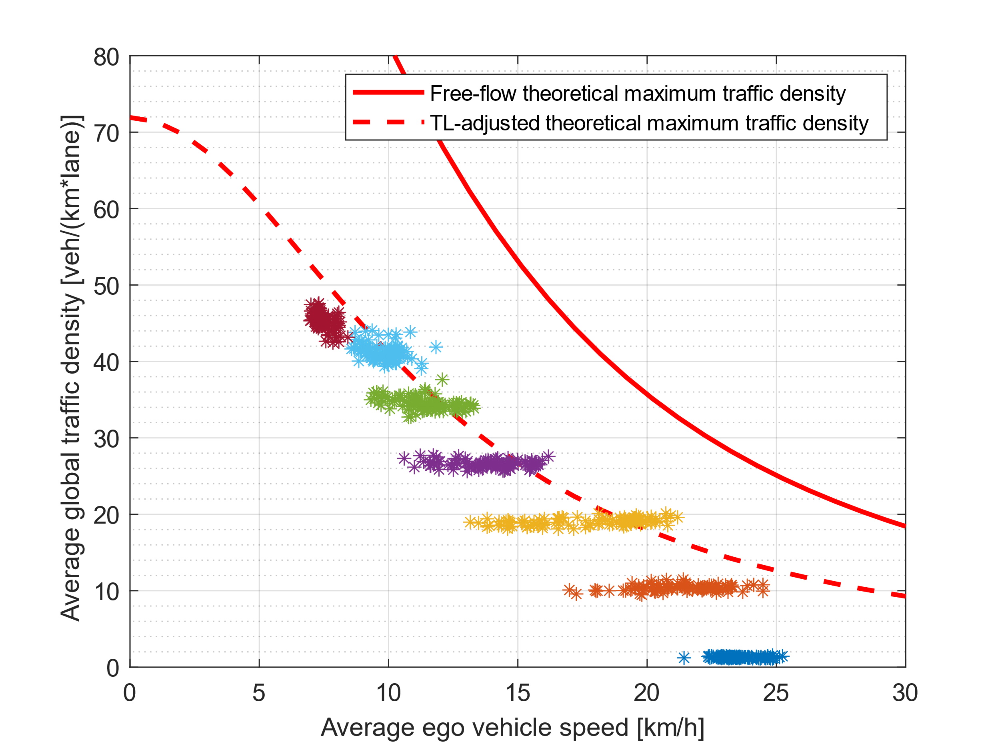 80
70
60
50
40
30
20
10
0
0 5 10 15 20 25 30
Average global traffic density [veh/(km*lane)]
Free-flow theoretical maximum traffic density
TL-adjusted theoretical maximum traffic density
Average ego vehicle speed [km/h]